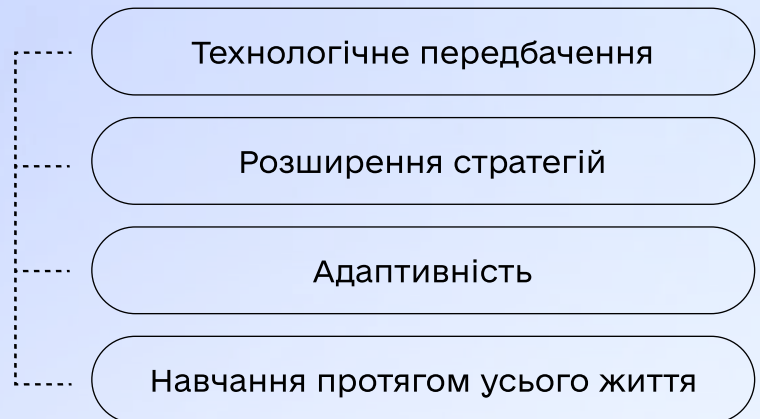 Технологічне передбачення
Розширення стратегій
Адаптивність
Навчання протягом усього життя